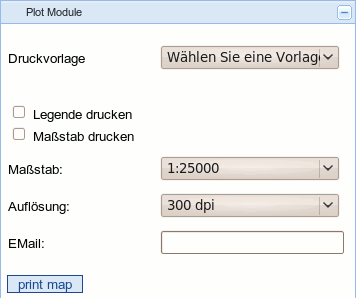 Plot Module
Druckvorlage
Wählen Sie eine Vorlage
Legende drucken
Maßstab drucken
Maßstab:
1:25000
Auflösung:
300 dpi
EMail:
print map